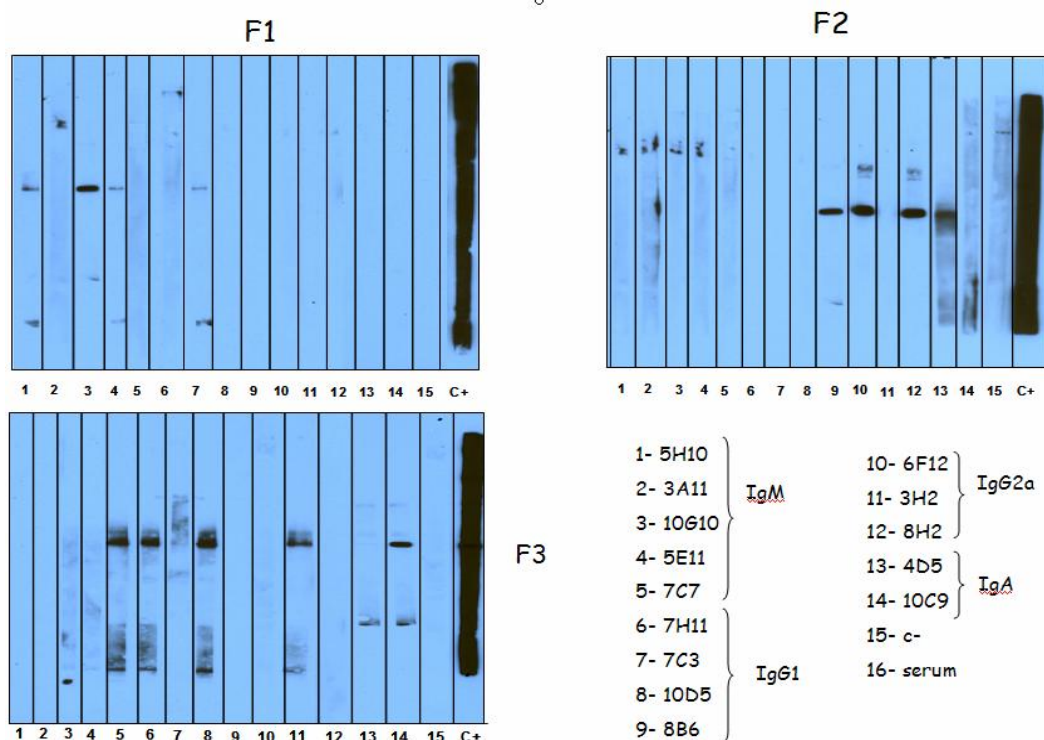 F1
F2
1 2 3 4 5 6 7 8 9 10 11 12 13 14 15 C+
1 2 3 4 5 6 7 8 9 10 11 12 13 14 15 C+
F3
1 2 3 4 5 6 7 8 9 10 11 12 13 14 15 C+
1- 5H10
2- 3A11
3- 10G10
4- 5E11
5- 7C7
IgM
6- 7H11
7- 7C3
8- 10D5
9- 8B6
IgG1
10- 6F12
11- 3H2
12- 8H2
IgG2a
13- 4D5
14- 10C9
IgA
15- c-
16- serum